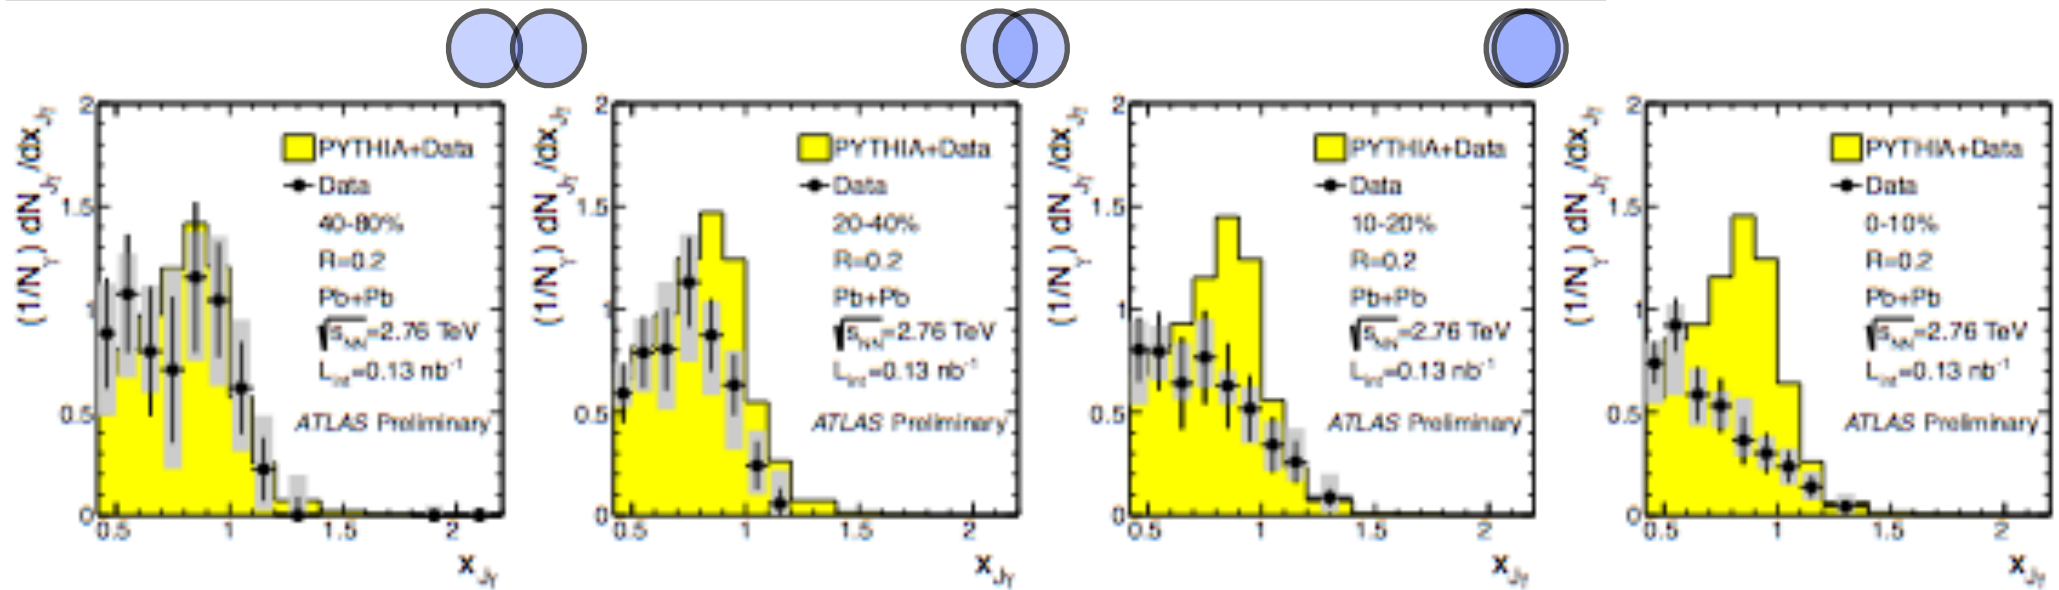 2
1.5
1
0.5
0
(1/N_γ) dN_Jγ/dx_Jγ
PYTHIA+Data
Data
40-80%
R=0.2
Pb+Pb
√s_NN=2.76 TeV
L_int=0.13 nb⁻¹
ATLAS Preliminary
0.5 1 1.5 2
x_Jγ
2
1.5
1
0.5
0
(1/N_γ) dN_Jγ/dx_Jγ
PYTHIA+Data
Data
20-40%
R=0.2
Pb+Pb
√s_NN=2.76 TeV
L_int=0.13 nb⁻¹
ATLAS Preliminary
0.5 1 1.5 2
x_Jγ
2
1.5
1
0.5
0
(1/N_γ) dN_Jγ/dx_Jγ
PYTHIA+Data
Data
10-20%
R=0.2
Pb+Pb
√s_NN=2.76 TeV
L_int=0.13 nb⁻¹
ATLAS Preliminary
0.5 1 1.5 2
x_Jγ
2
1.5
1
0.5
0
(1/N_γ) dN_Jγ/dx_Jγ
PYTHIA+Data
Data
0-10%
R=0.2
Pb+Pb
√s_NN=2.76 TeV
L_int=0.13 nb⁻¹
ATLAS Preliminary
0.5 1 1.5 2
x_Jγ